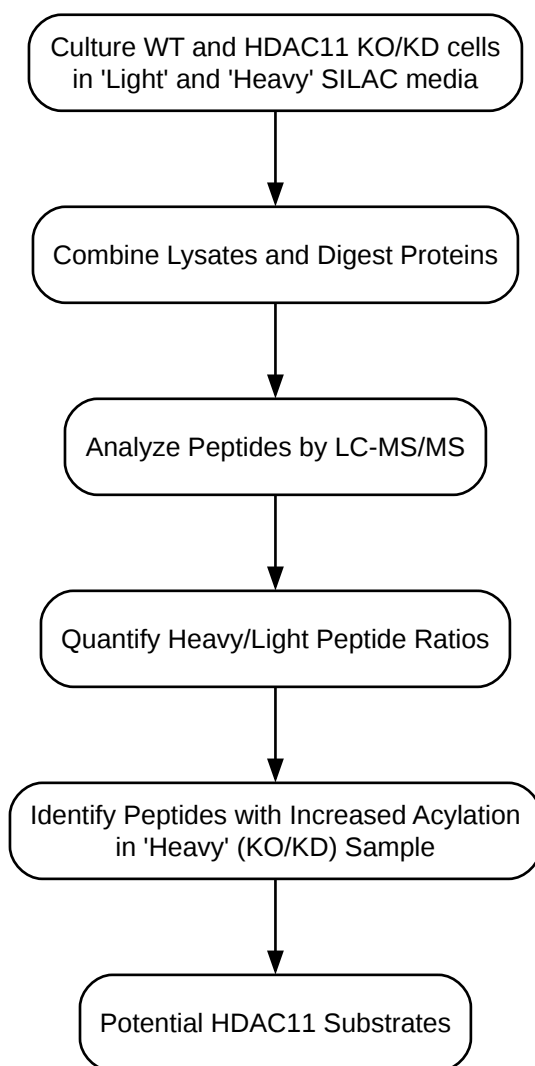 Culture WT and HDAC11 KO/KD cells
in 'Light' and 'Heavy' SILAC media
Combine Lysates and Digest Proteins
Analyze Peptides by LC-MS/MS
Quantify Heavy/Light Peptide Ratios
Identify Peptides with Increased Acylation
in 'Heavy' (KO/KD) Sample
Potential HDAC11 Substrates